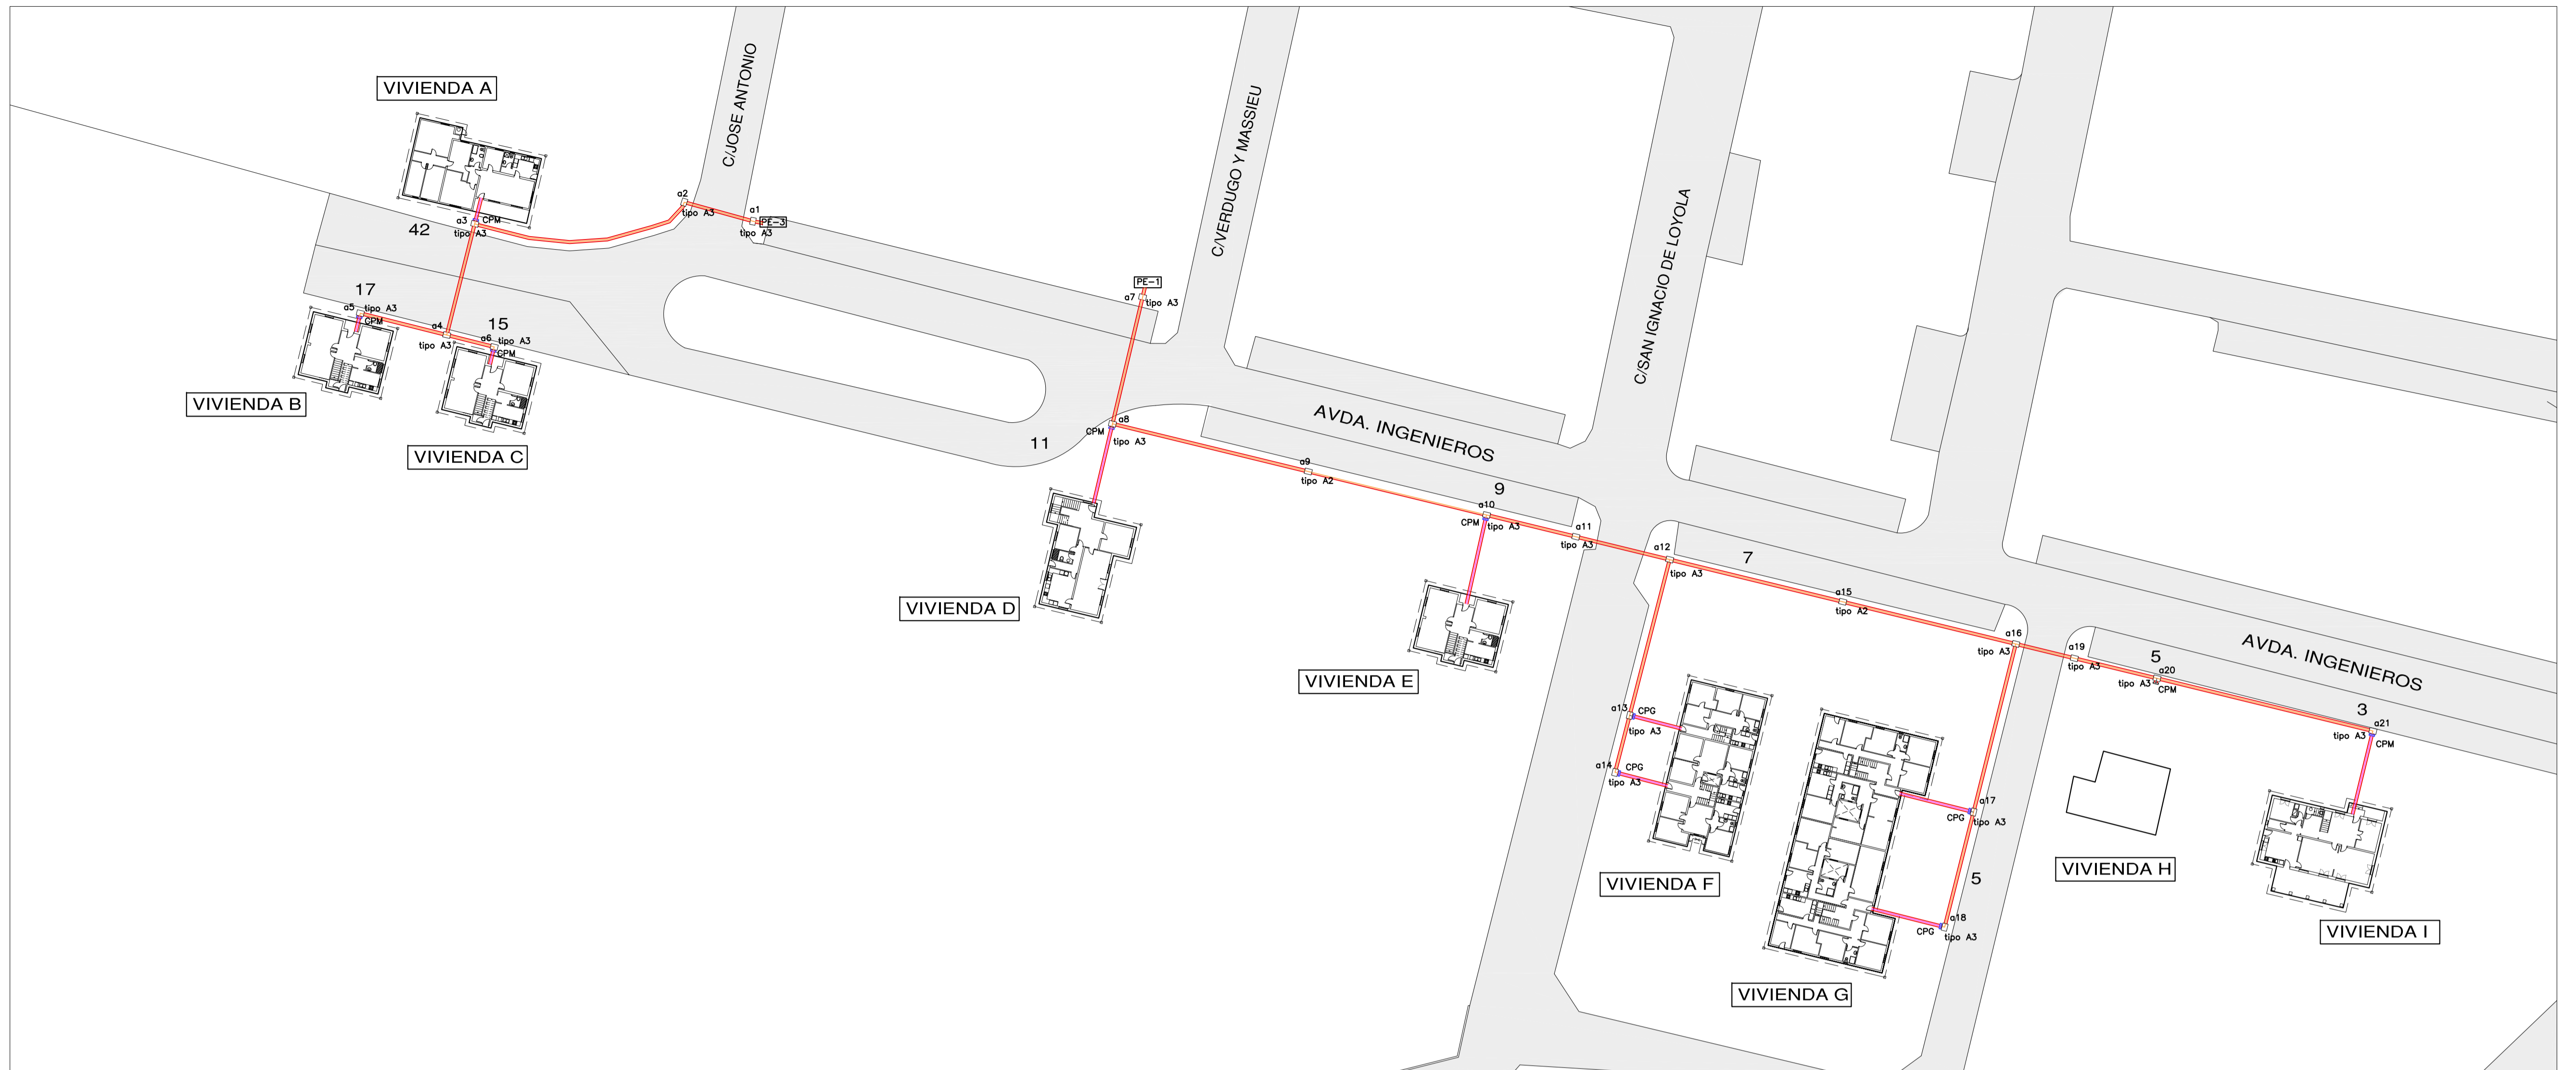 VIVIENDA A
C/JOSE ANTONIO
C/VERDUGO Y MASSIEU
C/SAN IGNACIO DE LOYOLA
a2
tipo A3
a1
PE-3
tipo A3
a3
CPM
tipo A3
42
PE-1
a7
tipo A3
17
a5
tipo A3
CPM
a4
tipo A3
15
a6
tipo A3
CPM
VIVIENDA B
VIVIENDA C
11
a8
CPM
tipo A3
AVDA. INGENIEROS
a9
tipo A2
9
a10
CPM
tipo A3
a11
tipo A3
a12
tipo A3
7
a15
tipo A2
VIVIENDA D
VIVIENDA E
a16
tipo A3
a19
tipo A3
5
a20
tipo A3
CPM
AVDA. INGENIEROS
3
a21
tipo A3
CPM
a13
CPG
tipo A3
a14
CPG
tipo A3
a17
CPG
tipo A3
VIVIENDA F
VIVIENDA H
5
a18
CPG
tipo A3
VIVIENDA I
VIVIENDA G